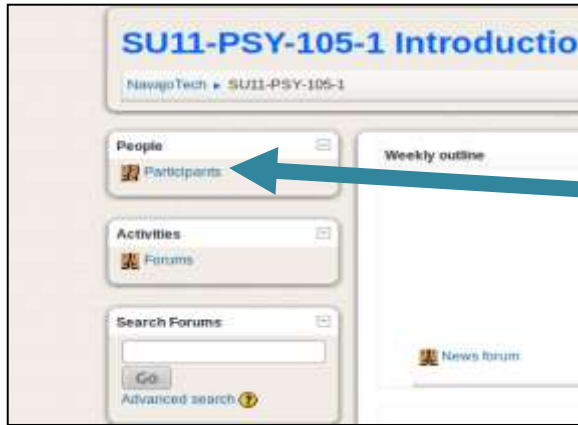 SU11-PSY-105-1 Introductio
NavajoTech ► SU11-PSY-105-1
People
Participants
Activities
Forums
Search Forums
Go
Advanced search ?
Weekly outline
News forum